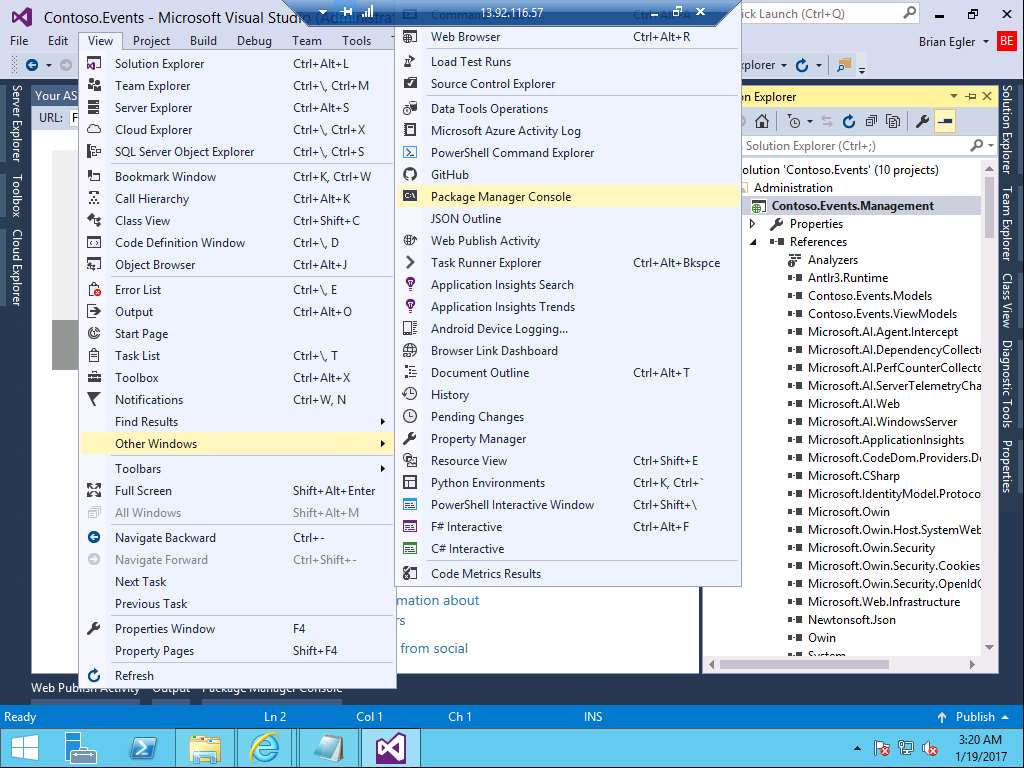 Contoso.Events - Microsoft Visual Studio
13.92.116.57
ick Launch (Ctrl+Q)
File Edit View Project Build Debug Team Tools
Brian Egler BE
plorer
Server Explorer
Toolbox
Cloud Explorer
Your AS
URL:
Solution Explorer Ctrl+Alt+L
Team Explorer Ctrl+\, Ctrl+M
Server Explorer Ctrl+Alt+S
Cloud Explorer Ctrl+\, Ctrl+X
SQL Server Object Explorer Ctrl+\, Ctrl+S
Bookmark Window Ctrl+K, Ctrl+W
Call Hierarchy Ctrl+Alt+K
Class View Ctrl+Shift+C
Code Definition Window Ctrl+\, D
Object Browser Ctrl+Alt+J
Error List Ctrl+\, E
Output Ctrl+Alt+O
Start Page
Task List Ctrl+\, T
Toolbox Ctrl+Alt+X
Notifications Ctrl+W, N
Find Results
Other Windows
Toolbars
Full Screen Shift+Alt+Enter
All Windows Shift+Alt+M
Navigate Backward Ctrl+-
Navigate Forward Ctrl+Shift+-
Next Task
Previous Task
Properties Window F4
Property Pages Shift+F4
Refresh
Web Browser Ctrl+Alt+R
Load Test Runs
Source Control Explorer
Data Tools Operations
Microsoft Azure Activity Log
PowerShell Command Explorer
GitHub
Package Manager Console
JSON Outline
Web Publish Activity
Task Runner Explorer Ctrl+Alt+Bkspce
Application Insights Search
Application Insights Trends
Android Device Logging...
Browser Link Dashboard
Document Outline Ctrl+Alt+T
History
Pending Changes
Property Manager
Resource View Ctrl+Shift+E
Python Environments Ctrl+K, Ctrl+`
PowerShell Interactive Window Ctrl+Shift+\
F# Interactive Ctrl+Alt+F
C# Interactive
Code Metrics Results
mation about
rs
from social
on Explorer
Solution Explorer (Ctrl+;)
olution 'Contoso.Events' (10 projects)
Administration
Contoso.Events.Management
Properties
References
Analyzers
Antlr3.Runtime
Contoso.Events.Models
Contoso.Events.ViewModels
Microsoft.AI.Agent.Intercept
Microsoft.AI.DependencyCollecto
Microsoft.AI.PerfCounterCollecto
Microsoft.AI.ServerTelemetryCha
Microsoft.AI.Web
Microsoft.AI.WindowsServer
Microsoft.ApplicationInsights
Microsoft.CodeDom.Providers.Do
Microsoft.CSharp
Microsoft.IdentityModel.Protoco
Microsoft.Owin
Microsoft.Owin.Host.SystemWeb
Microsoft.Owin.Security
Microsoft.Owin.Security.Cookies
Microsoft.Owin.Security.OpenIdC
Microsoft.Web.Infrastructure
Newtonsoft.Json
Owin
System
Solution Explorer
Team Explorer
Class View
Diagnostic Tools
Properties
Web Publish Activity Output Package Manager Console
Ready Ln 2 Col 1 Ch 1 INS Publish
3:20 AM
1/19/2017